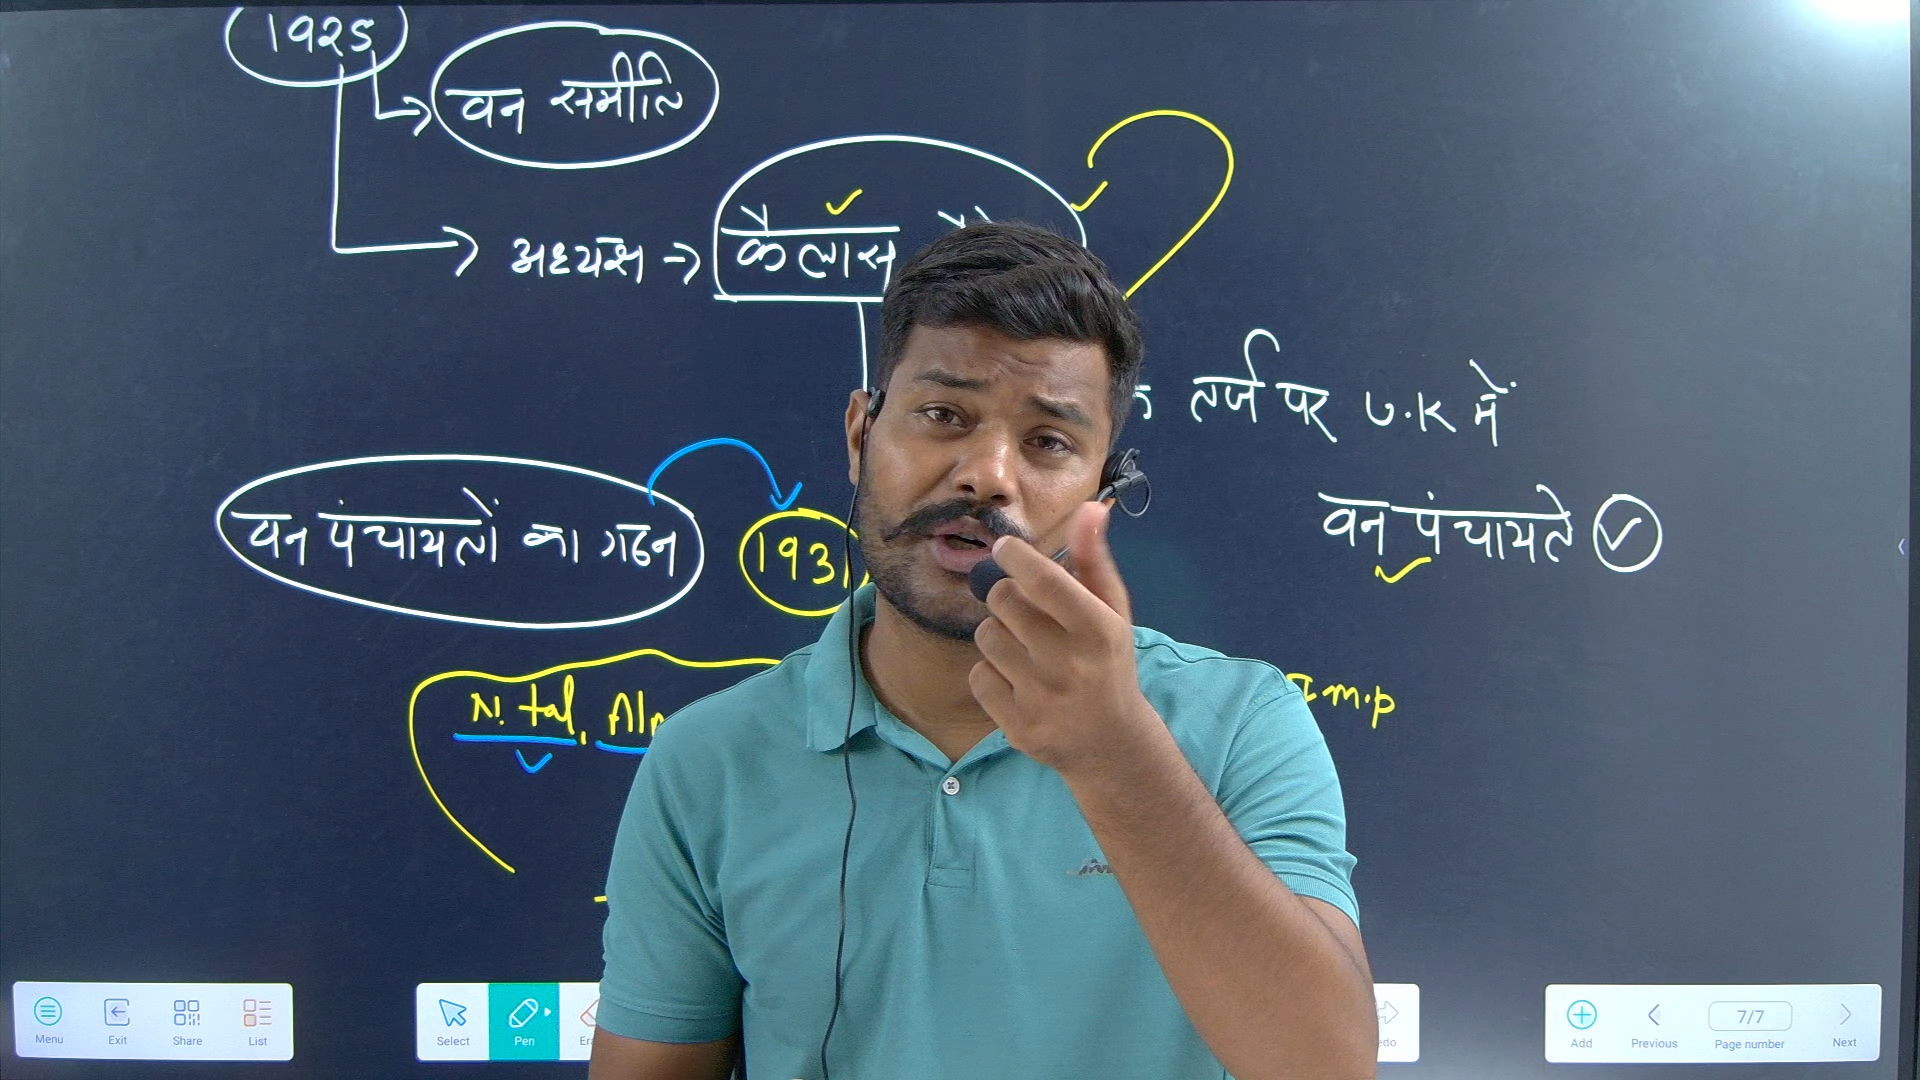 1925
वन समीति
अध्यक्ष → कैलास
तर्ज पर U.K में
वन पंचायतों का गठन 1931
वन पंचायते
N.tal, Alm
Imp
Menu Exit Share List
Select Pen
Add Previous 7/7 Page number Next